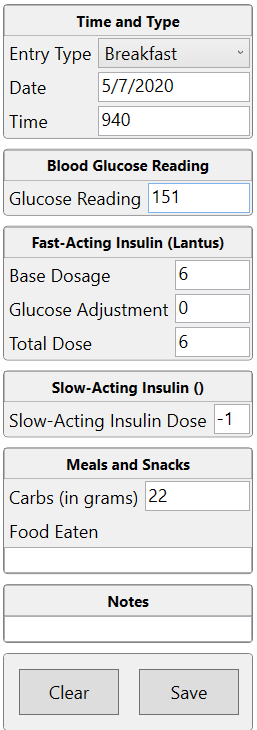 Time and Type
Entry Type Breakfast
Date 5/7/2020
Time 940
Blood Glucose Reading
Glucose Reading 151
Fast-Acting Insulin (Lantus)
Base Dosage 6
Glucose Adjustment 0
Total Dose 6
Slow-Acting Insulin ()
Slow-Acting Insulin Dose -1
Meals and Snacks
Carbs (in grams) 22
Food Eaten
Notes
Clear Save